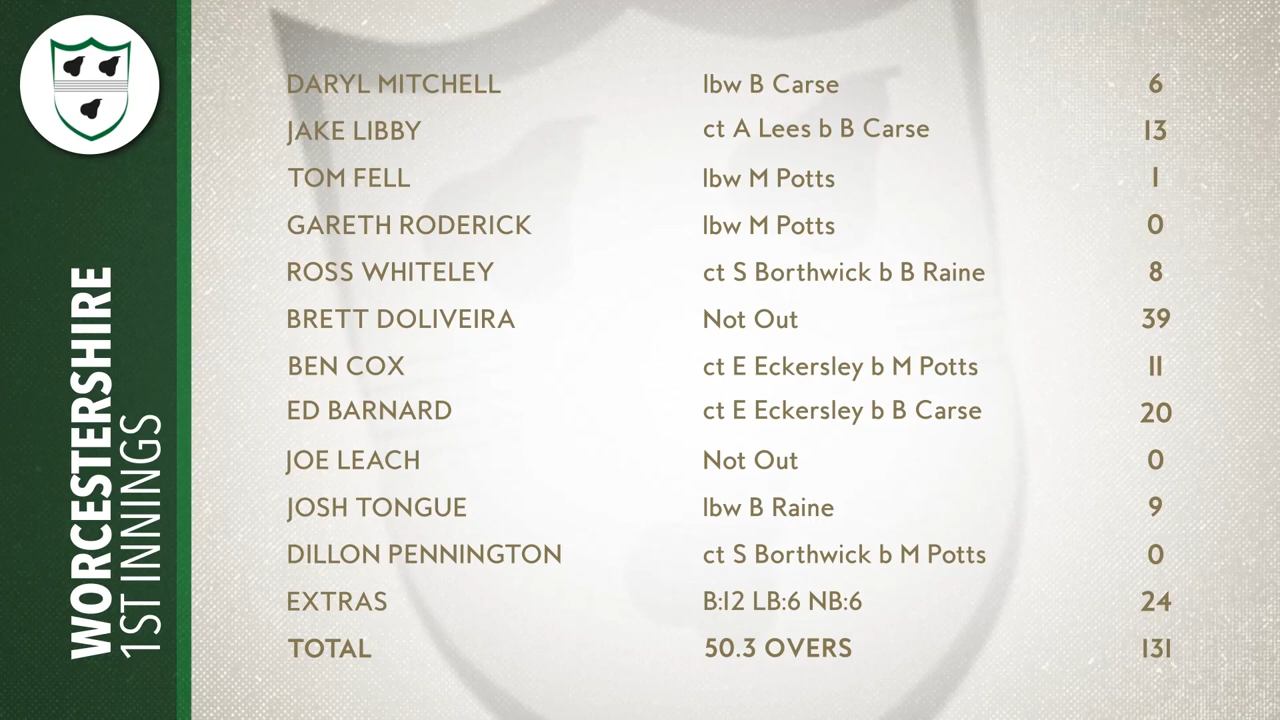 WORCESTERSHIRE
1ST INNINGS
DARYL MITCHELL lbw B Carse 6
JAKE LIBBY ct A Lees b B Carse 13
TOM FELL lbw M Potts 1
GARETH RODERICK lbw M Potts 0
ROSS WHITELEY ct S Borthwick b B Raine 8
BRETT DOLIVEIRA Not Out 39
BEN COX ct E Eckersley b M Potts 11
ED BARNARD ct E Eckersley b B Carse 20
JOE LEACH Not Out 0
JOSH TONGUE lbw B Raine 9
DILLON PENNINGTON ct S Borthwick b M Potts 0
EXTRAS B:12 LB:6 NB:6 24
TOTAL 50.3 OVERS 131